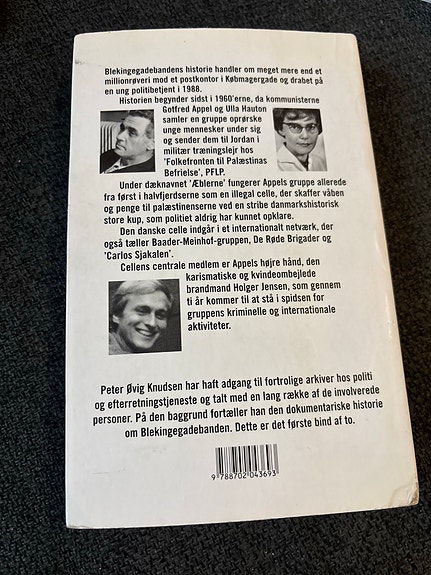 Blekingegadebandens historie handler om meget mere end et
millionrøveri mod et postkontor i Købmagergade og drabet på
en ung politibetjent i 1988.
Historien begynder sidst i 1960'erne, da kommunisterne
Gotfred Appel og Ulla Hauton
samler en gruppe oprørske
unge mennesker under sig
og sender dem til Jordan i
militær træningslejr hos
'Folkefronten til Palæstinas
Befrielse', PFLP.
Under dæknavnet 'Æblerne' fungerer Appels gruppe allerede
fra først i halvfjerdserne som en illegal celle, der skaffer våben
og penge til palæstinenserne ved en stribe danmarkshistorisk
store kup, som politiet aldrig har kunnet opklare.
Den danske celle indgår i et internationalt netværk, der
også tæller Baader-Meinhof-gruppen, De Røde Brigader og
'Carlos Sjakalen'.
Cellens centrale medlem er Appels højre hånd, den
karismatiske og kvindeombejlede
brandmand Holger Jensen, som gennem
ti år kommer til at stå i spidsen for
gruppens kriminelle og internationale
aktiviteter.
Peter Øvig Knudsen har haft adgang til fortrolige arkiver hos politi
og efterretningstjeneste og talt med en lang række af de involverede
personer. På den baggrund fortæller han den dokumentariske historie
om Blekingegadebanden. Dette er det første bind af to.
9 788702 043693